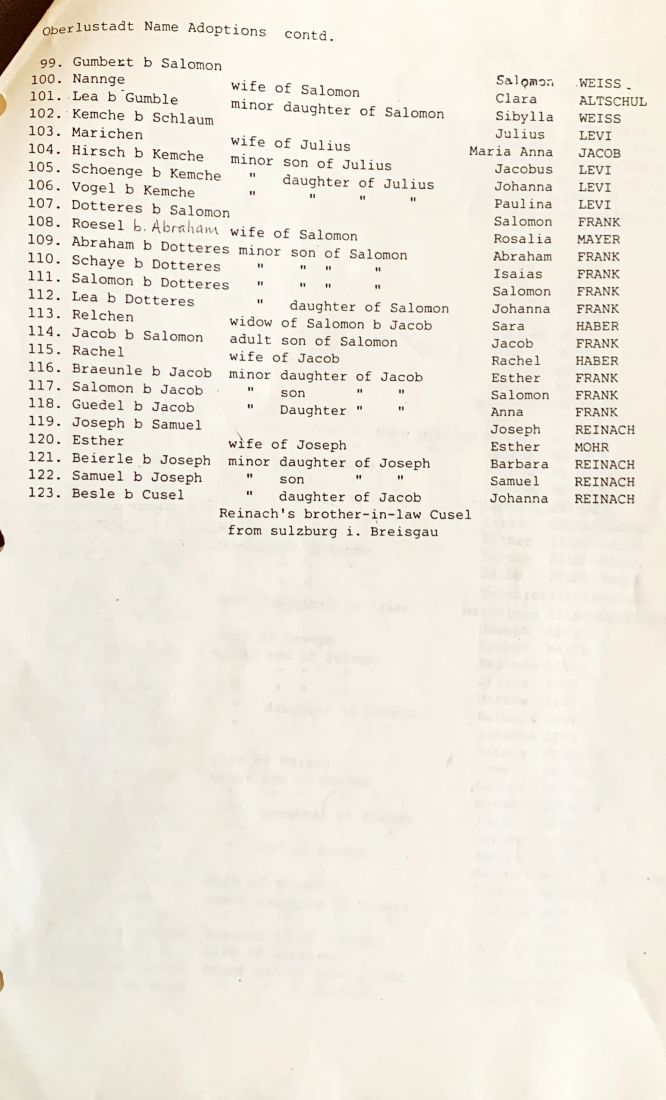 Oberlustadt Name Adoptions contd.
99. Gumbert b Salomon Salomon WEISS.
100. Nannge wife of Salomon Clara ALTSCHUL
101. Lea b Gumble minor daughter of Salomon Sibylla WEISS
102. Kemche b Schlaum Julius LEVI
103. Marichen wife of Julius Maria Anna JACOB
104. Hirsch b Kemche minor son of Julius Jacobus LEVI
105. Schoenge b Kemche " daughter of Julius Johanna LEVI
106. Vogel b Kemche " " " " Paulina LEVI
107. Dotteres b Salomon Salomon FRANK
108. Roesel b. Abraham wife of Salomon Rosalia MAYER
109. Abraham b Dotteres minor son of Salomon Abraham FRANK
110. Schaye b Dotteres " " " " Isaias FRANK
111. Salomon b Dotteres " " " " Salomon FRANK
112. Lea b Dotteres " daughter of Salomon Johanna FRANK
113. Relchen widow of Salomon b Jacob Sara HABER
114. Jacob b Salomon adult son of Salomon Jacob FRANK
115. Rachel wife of Jacob Rachel HABER
116. Braeunle b Jacob minor daughter of Jacob Esther FRANK
117. Salomon b Jacob " son " " Salomon FRANK
118. Guedel b Jacob " Daughter " " Anna FRANK
119. Joseph b Samuel Joseph REINACH
120. Esther wife of Joseph Esther MOHR
121. Beierle b Joseph minor daughter of Joseph Barbara REINACH
122. Samuel b Joseph " son " " Samuel REINACH
123. Besle b Cusel " daughter of Jacob Johanna REINACH
Reinach's brother-in-law Cusel
from sulzburg i. Breisgau